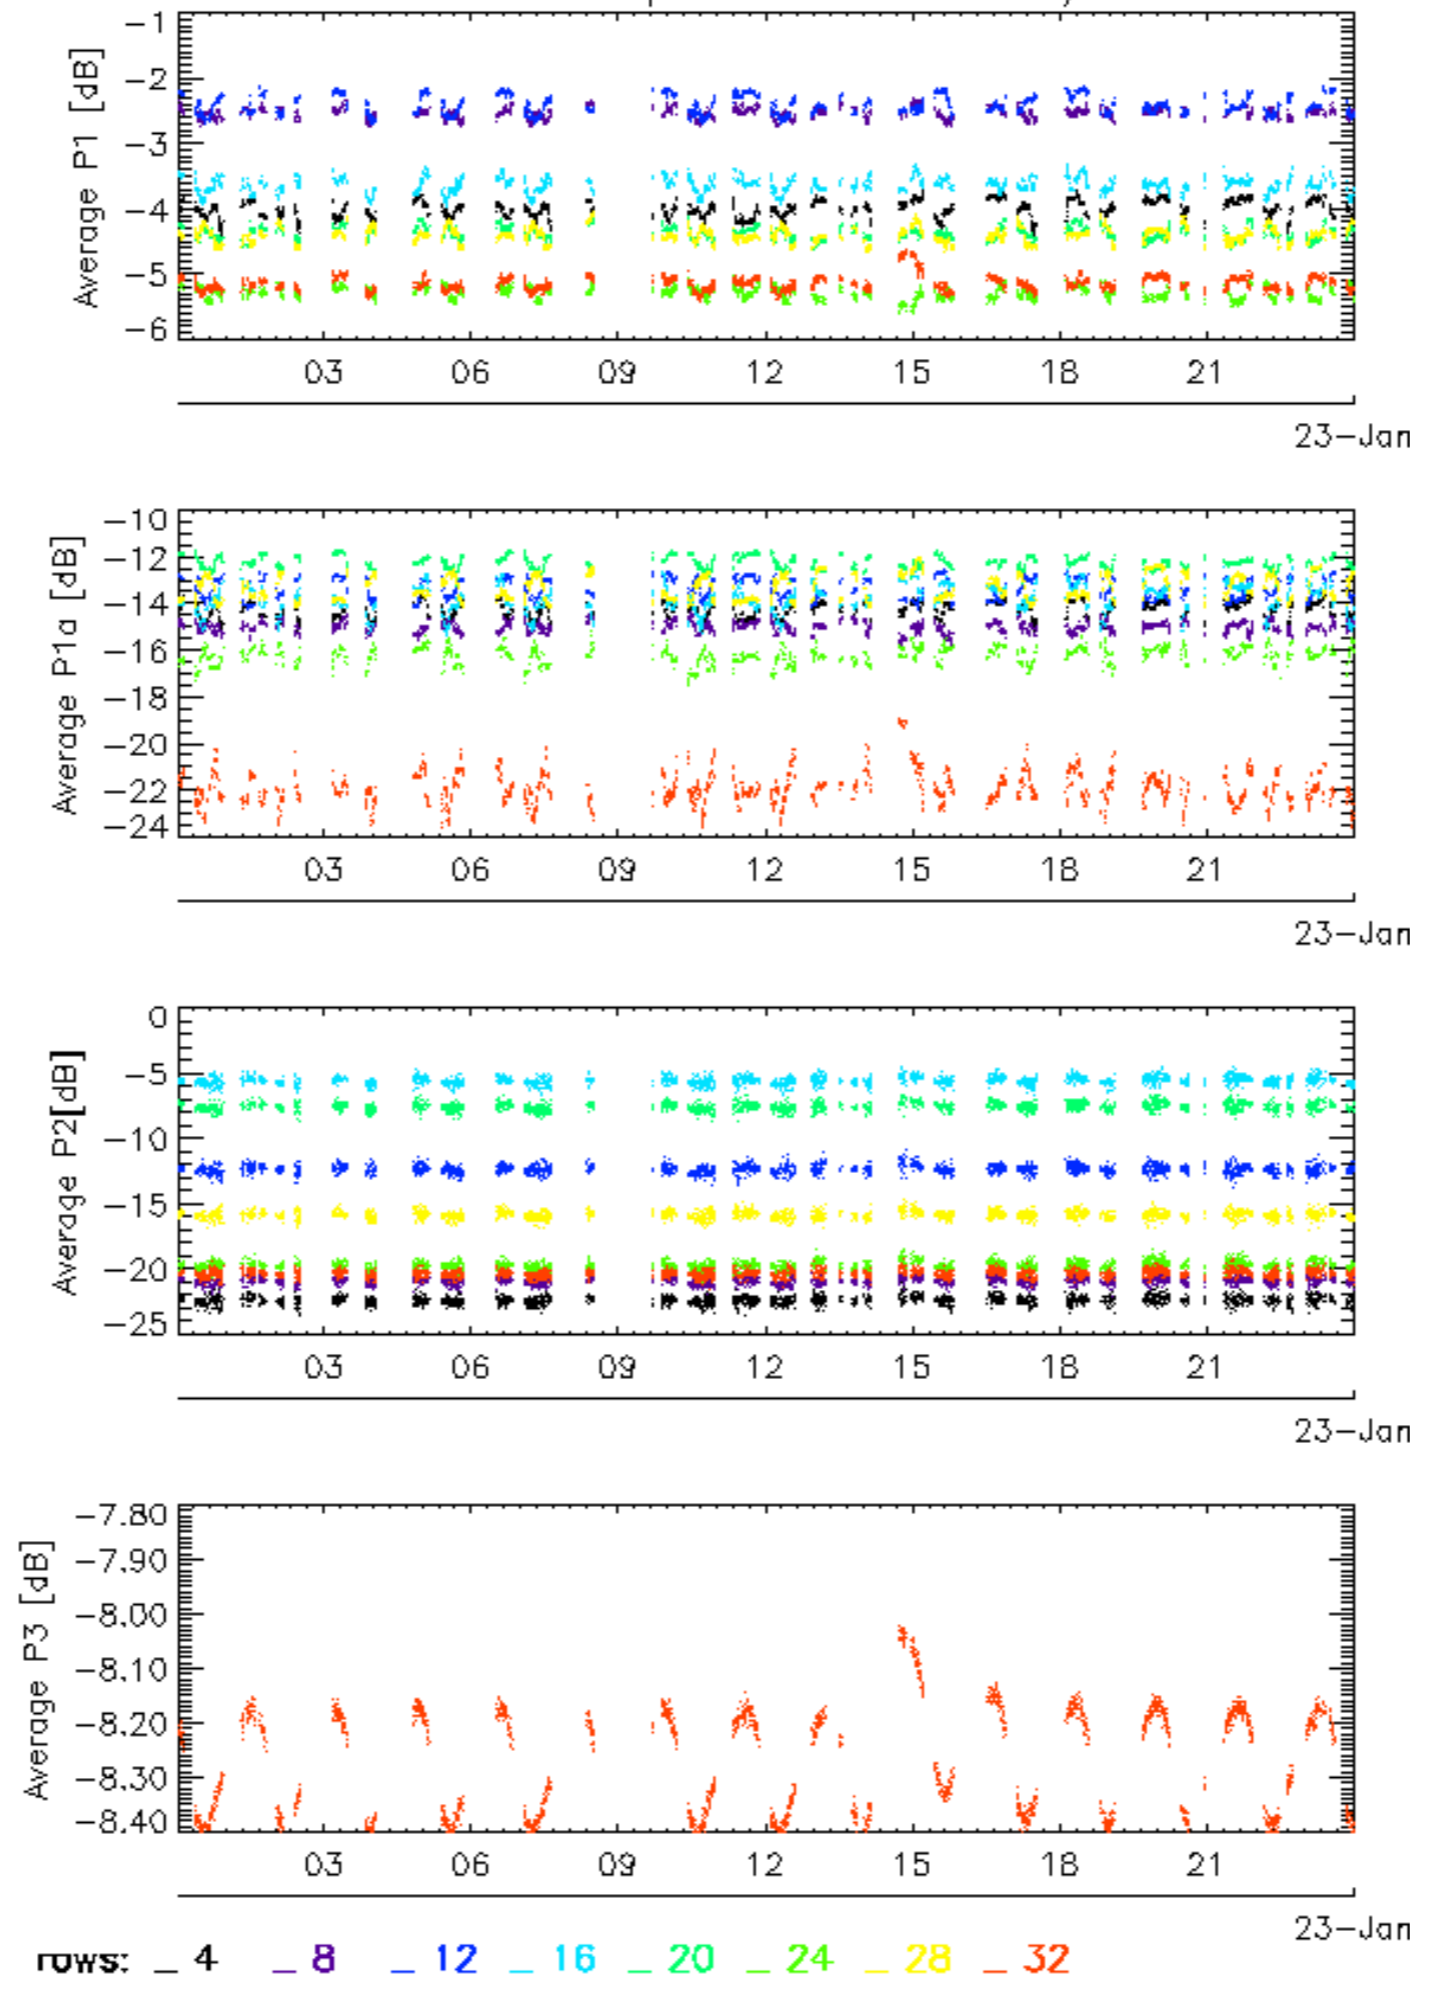 Average P1 [dB]
-1
-2
-3
-4
-5
-6
03 06 09 12 15 18 21
23-Jan
Average P1a [dB]
-10
-12
-14
-16
-18
-20
-22
-24
03 06 09 12 15 18 21
23-Jan
Average P2[dB]
0
-5
-10
-15
-20
-25
03 06 09 12 15 18 21
23-Jan
Average P3 [dB]
-7.80
-7.90
-8.00
-8.10
-8.20
-8.30
-8.40
03 06 09 12 15 18 21
23-Jan
rows: _ 4 _ 8 _ 12 _ 16 _ 20 _ 24 _ 28 _ 32